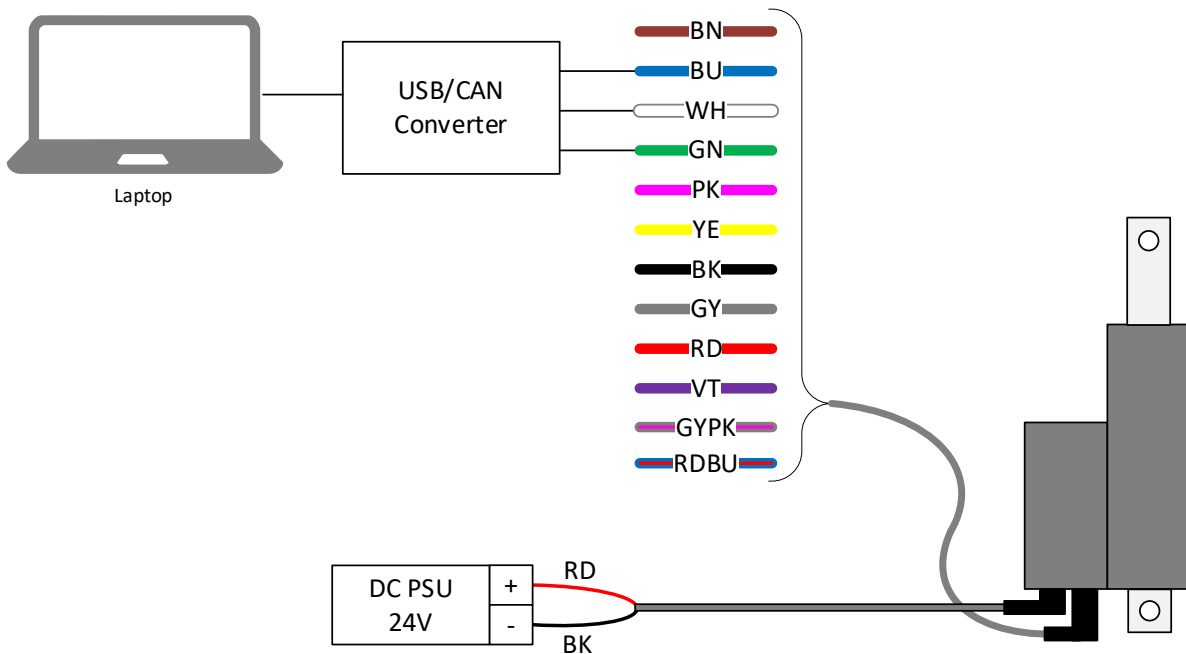 BN
BU
WH
GN
PK
YE
BK
GY
RD
VT
GYPK
RDBU
USB/CAN
Converter
Laptop
DC PSU
24V
+
-
RD
BK